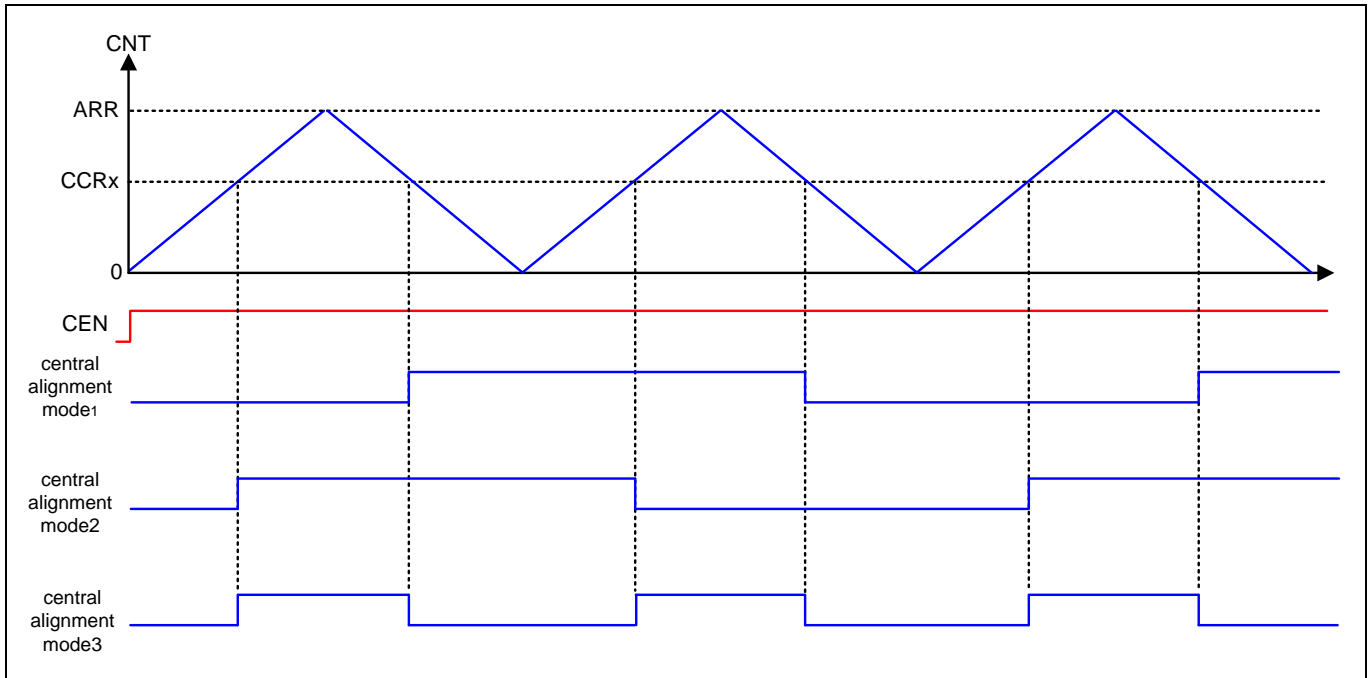 CNT
ARR
CCRx
0
CEN
central
alignment
mode1
central
alignment
mode2
central
alignment
mode3